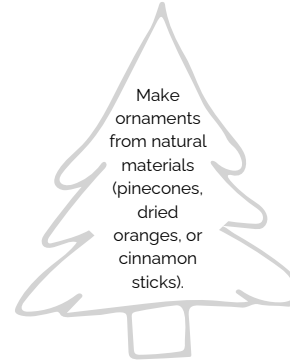 Make
ornaments
from natural
materials
(pinecones,
dried
oranges, or
cinnamon
sticks).